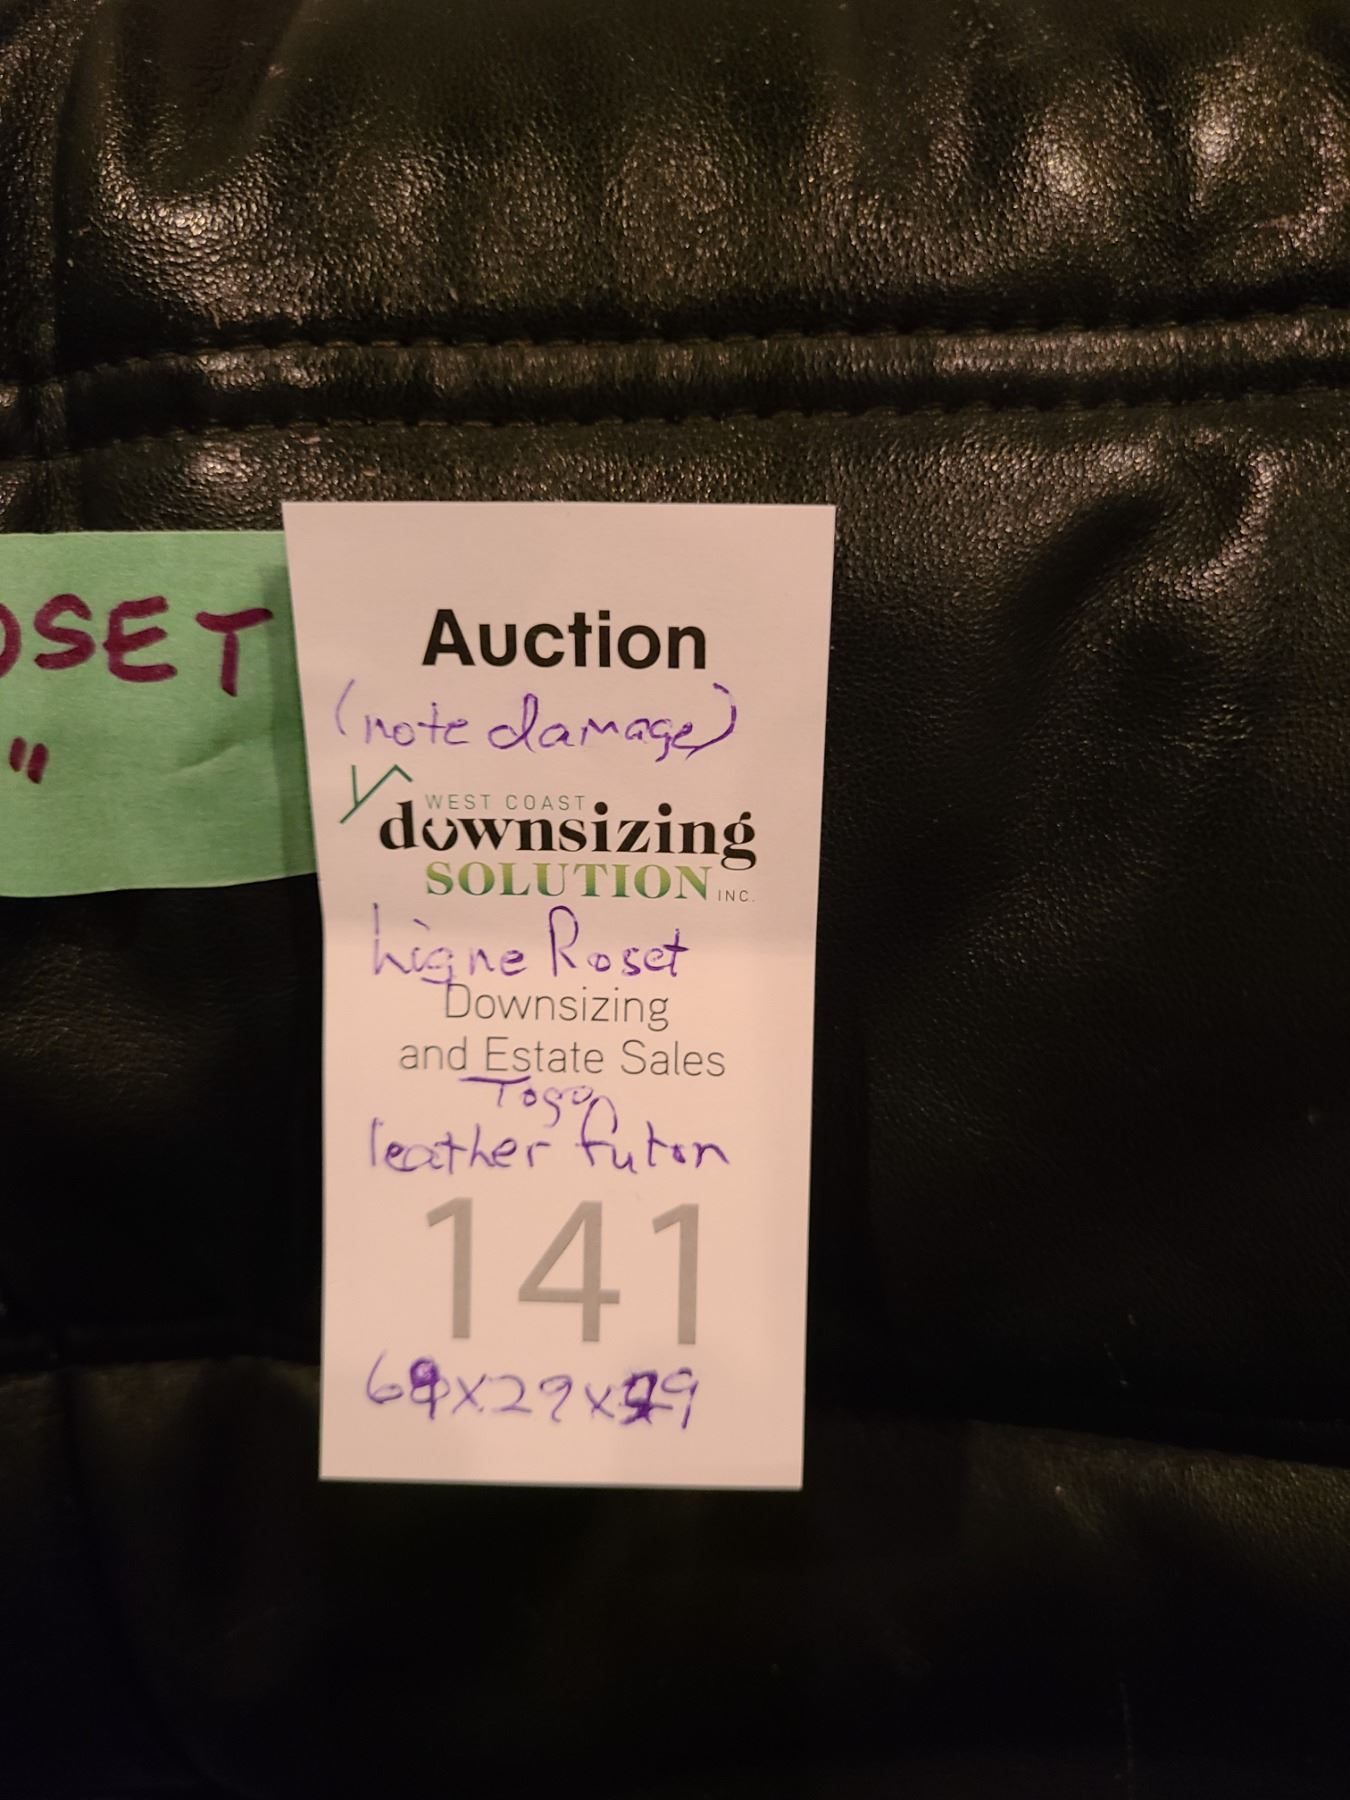 OSET
"
Auction
(note damage)
WEST COAST
downsizing
SOLUTION INC.
Ligne Roset
Downsizing
and Estate Sales
Togo
leather futon
141
x29x